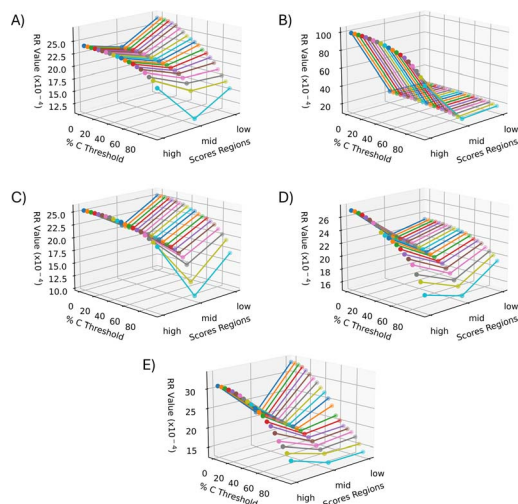 A)
RR Value (x10⁻⁴)
25.0
22.5
20.0
17.5
15.0
12.5
0
20
40
60
80
% C Threshold
high
mid
low
Scores Regions
B)
RR Value (x10⁻⁴)
100
80
60
40
20
0
20
40
60
80
% C Threshold
high
mid
low
Scores Regions
C)
RR Value (x10⁻⁴)
25.0
22.5
20.0
17.5
15.0
12.5
10.0
0
20
40
60
80
% C Threshold
high
mid
low
Scores Regions
D)
RR Value (x10⁻⁴)
26
24
22
20
18
16
0
20
40
60
80
% C Threshold
high
mid
low
Scores Regions
E)
RR Value (x10⁻⁴)
30
25
20
15
0
20
40
60
80
% C Threshold
high
mid
low
Scores Regions